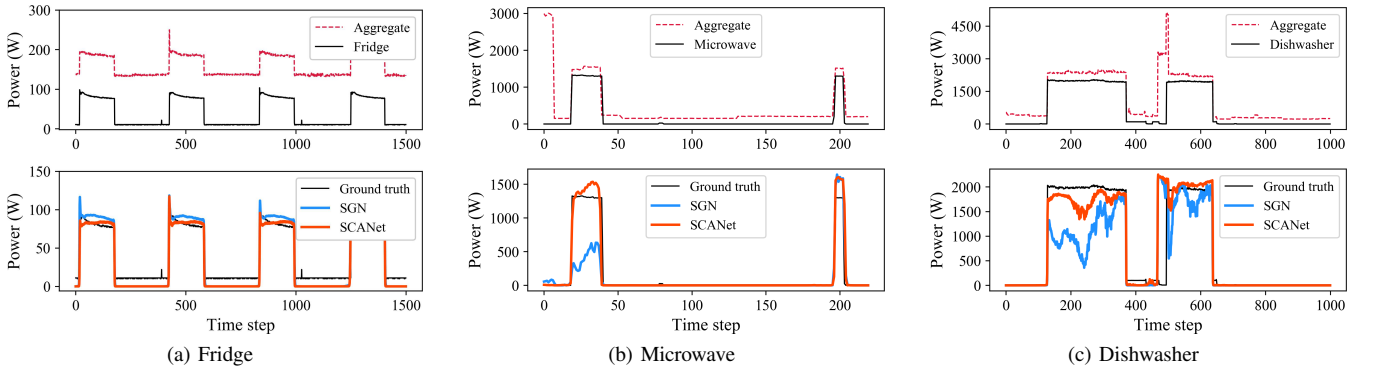 Power (W)
300
200
100
0
Aggregate
Fridge
0
500
1000
1500
Power (W)
150
100
50
0
Ground truth
SGN
SCANet
0
500
1000
1500
Time step
(a) Fridge
Power (W)
3000
2000
1000
0
Aggregate
Microwave
0
50
100
150
200
Power (W)
1500
1000
500
0
Ground truth
SGN
SCANet
0
50
100
150
200
Time step
(b) Microwave
Power (W)
4500
3000
1500
0
Aggregate
Dishwasher
0
200
400
600
800
1000
Power (W)
2000
1500
1000
500
0
Ground truth
SGN
SCANet
0
200
400
600
800
1000
Time step
(c) Dishwasher